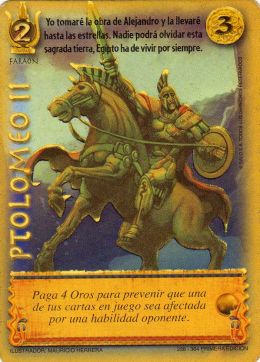 2
3
FARAÓN
Yo tomaré la obra de Alejandro y la llevaré
hasta las estrellas. Nadie podrá olvidar esta
sagrada tierra, Egipto ha de vivir por siempre.
PTOLOMEO II
Paga 4 Oros para prevenir que una
de tus cartas en juego sea afectada
por una habilidad oponente.
ILUSTRADOR: MAURICIO HERRERA
PRIMERA EDICION